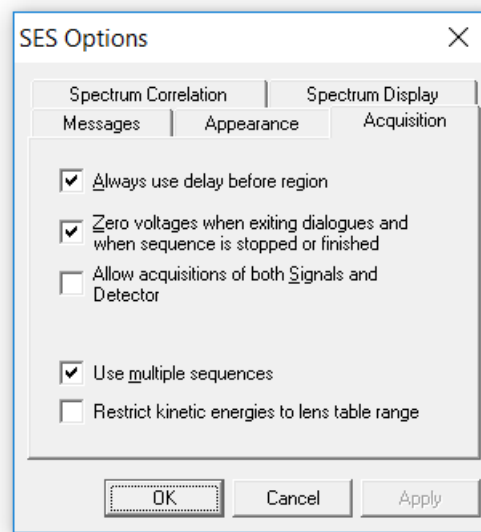 SES Options
Spectrum Correlation
Spectrum Display
Messages
Appearance
Acquisition
Always use delay before region
Zero voltages when exiting dialogues and
when sequence is stopped or finished
Allow acquisitions of both Signals and
Detector
Use multiple sequences
Restrict kinetic energies to lens table range
OK
Cancel
Apply